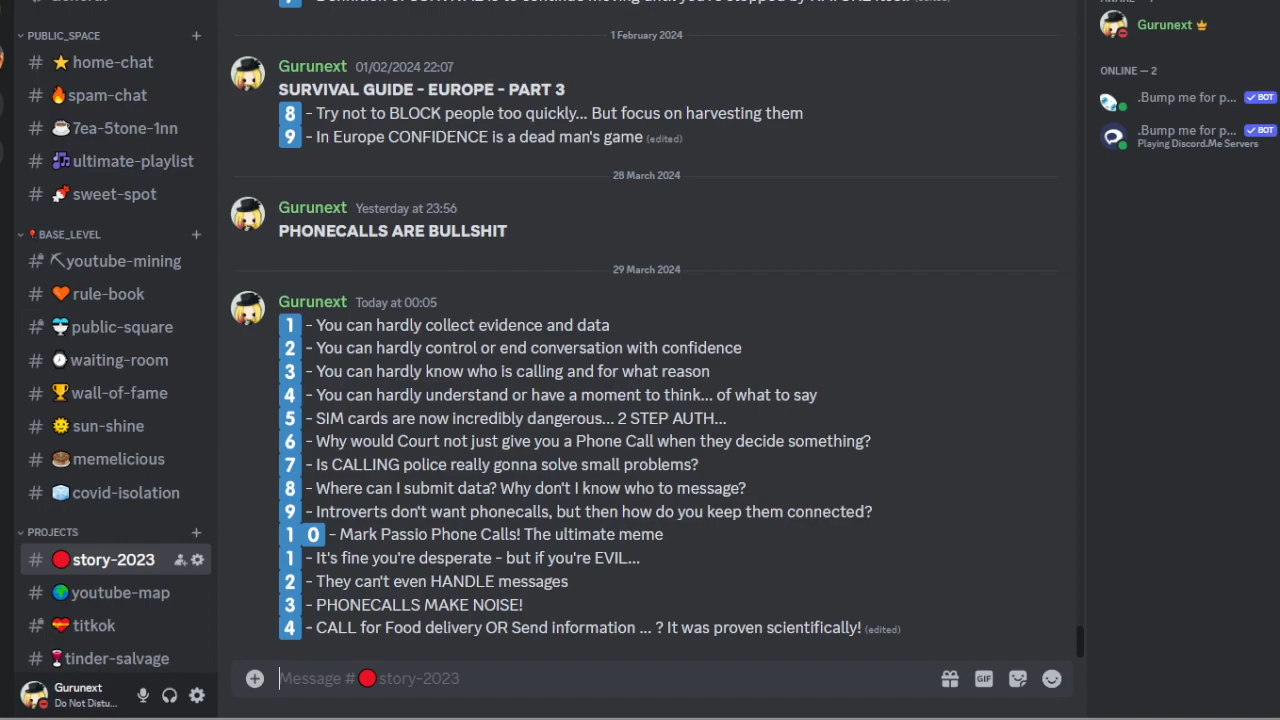 PUBLIC_SPACE
home-chat
spam-chat
7ea-5tone-1nn
ultimate-playlist
sweet-spot
BASE_LEVEL
youtube-mining
rule-book
public-square
waiting-room
wall-of-fame
sun-shine
memelicious
covid-isolation
PROJECTS
story-2023
youtube-map
titkok
tinder-salvage
Gurunext
Do Not Distu...
(edited)
1 February 2024
Gurunext 01/02/2024 22:07
SURVIVAL GUIDE - EUROPE - PART 3
8 - Try not to BLOCK people too quickly... But focus on harvesting them
9 - In Europe CONFIDENCE is a dead man's game (edited)
28 March 2024
Gurunext Yesterday at 23:56
PHONECALLS ARE BULLSHIT
29 March 2024
Gurunext Today at 00:05
1 - You can hardly collect evidence and data
2 - You can hardly control or end conversation with confidence
3 - You can hardly know who is calling and for what reason
4 - You can hardly understand or have a moment to think... of what to say
5 - SIM cards are now incredibly dangerous... 2 STEP AUTH...
6 - Why would Court not just give you a Phone Call when they decide something?
7 - Is CALLING police really gonna solve small problems?
8 - Where can I submit data? Why don't I know who to message?
9 - Introverts don't want phonecalls, but then how do you keep them connected?
1 0 - Mark Passio Phone Calls! The ultimate meme
1 - It's fine you're desperate - but if you're EVIL...
2 - They can't even HANDLE messages
3 - PHONECALLS MAKE NOISE!
4 - CALL for Food delivery OR Send information ... ? It was proven scientifically! (edited)
Message # story-2023
GIF
Gurunext
ONLINE — 2
.Bump me for p... BOT
.Bump me for p... BOT
Playing Discord.Me Servers